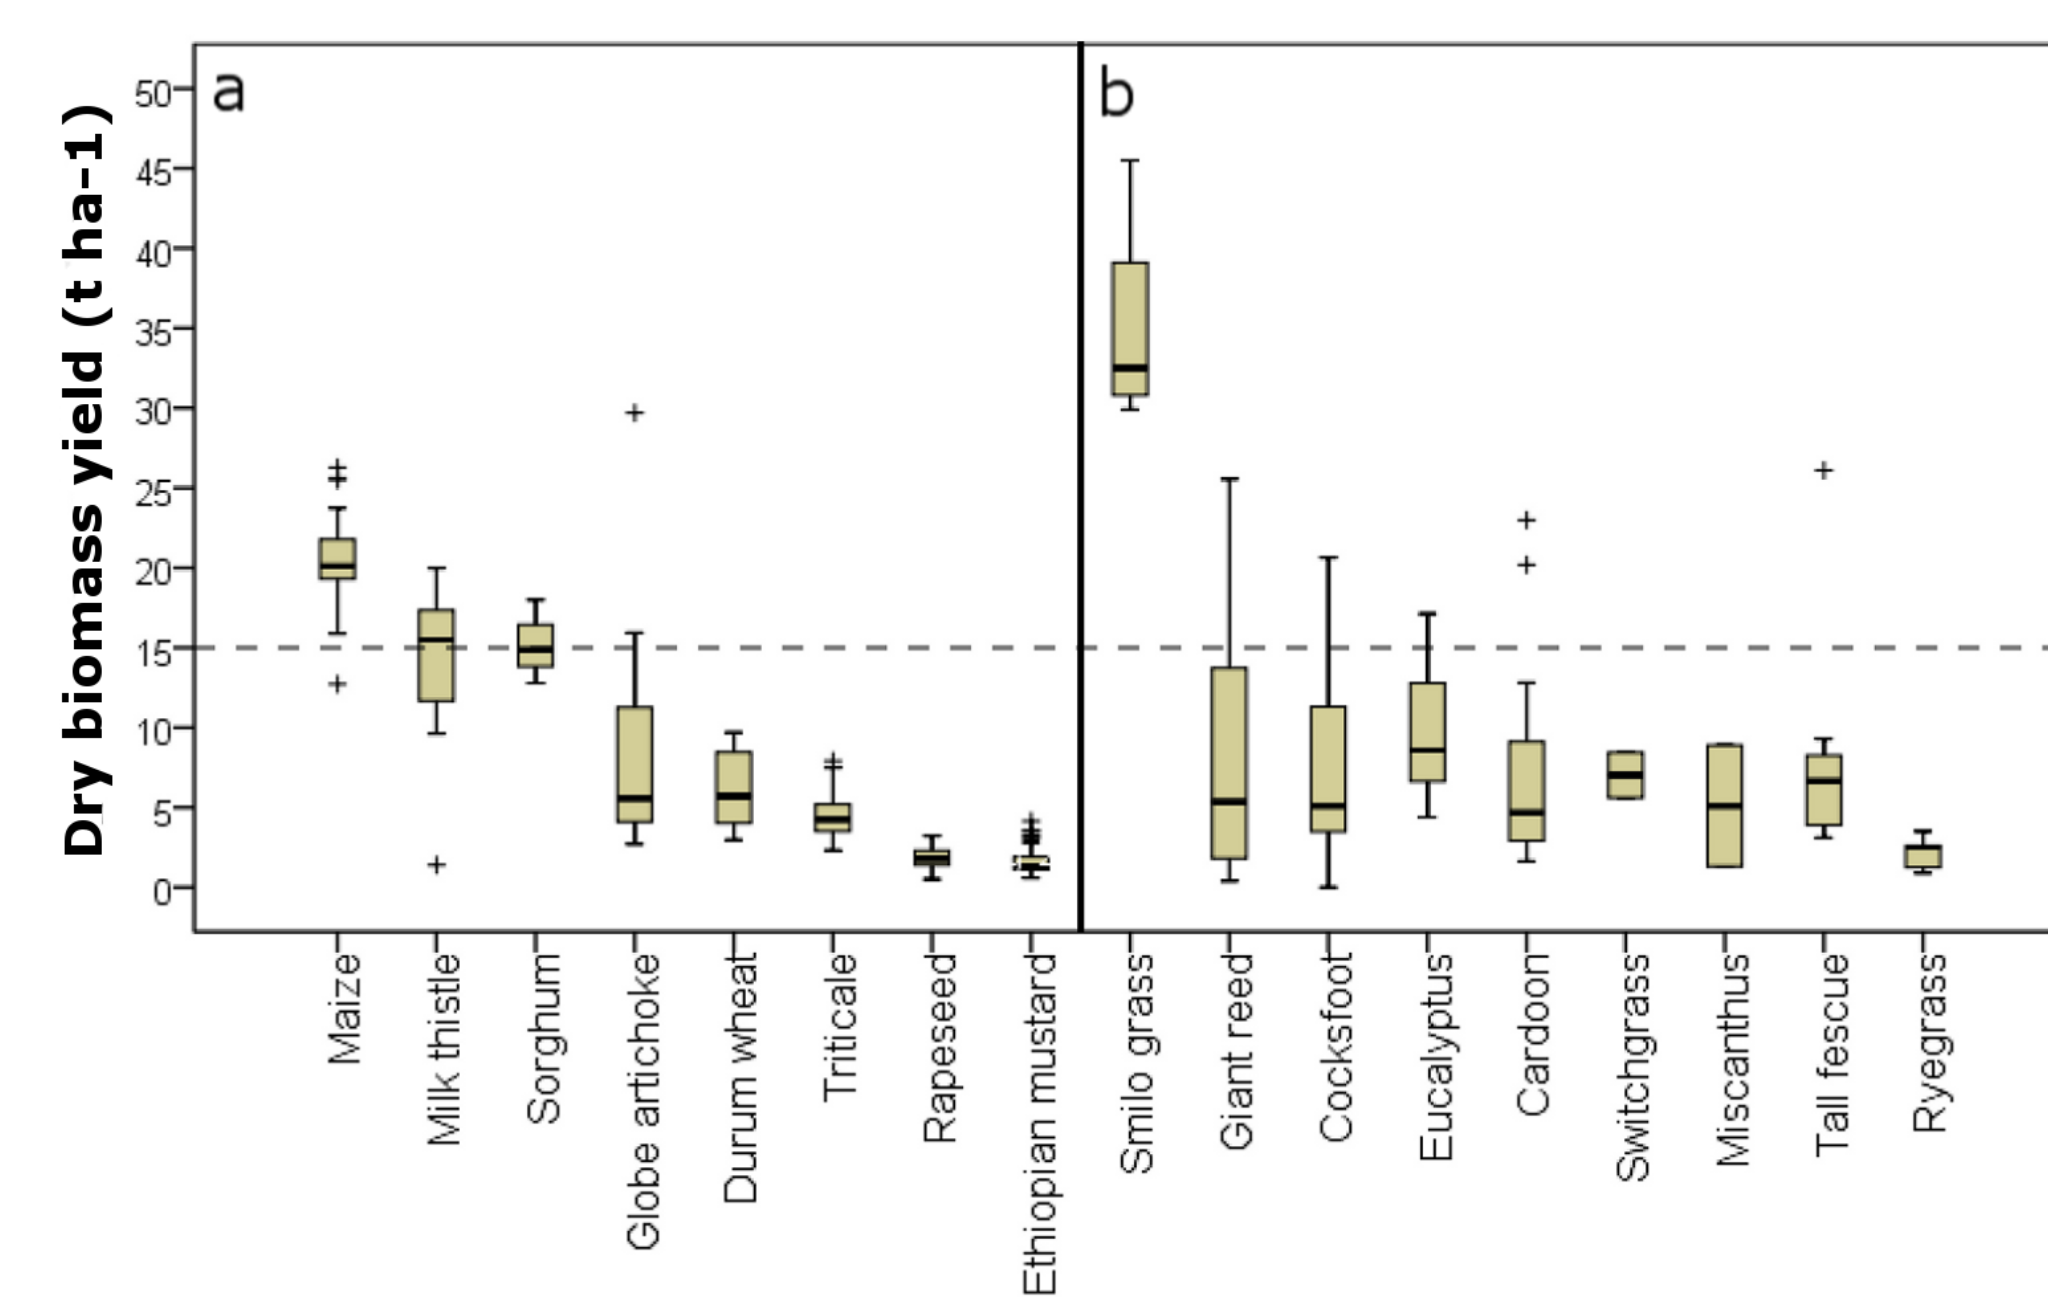 Dry biomass yield (t ha-1)
50
45
40
35
30
25
20
15
10
5
0
a
b
Maize
Milk thistle
Sorghum
Globe artichoke
Durum wheat
Triticale
Rapeseed
Ethiopian mustard
Smilo grass
Giant reed
Cocksfoot
Eucalyptus
Cardoon
Switchgrass
Miscanthus
Tall fescue
Ryegrass